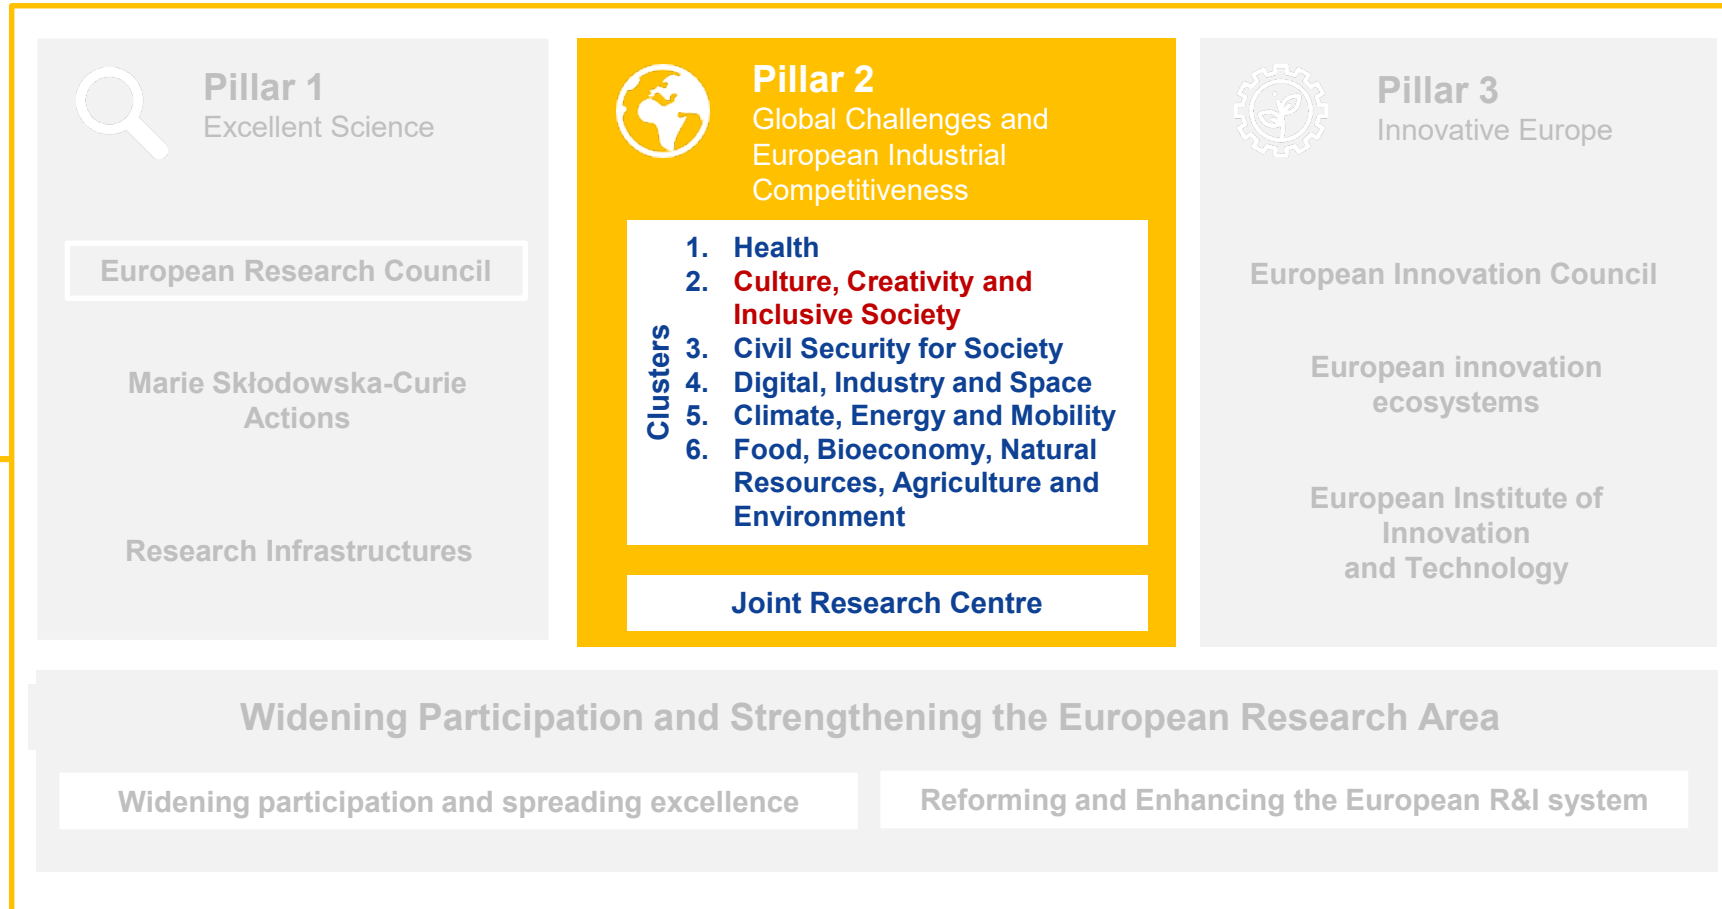 Pillar 1
Excellent Science
European Research Council
Marie Skłodowska-Curie
Actions
Research Infrastructures
Pillar 2
Global Challenges and
European Industrial
Competitiveness
Clusters
1. Health
2. Culture, Creativity and
Inclusive Society
3. Civil Security for Society
4. Digital, Industry and Space
5. Climate, Energy and Mobility
6. Food, Bioeconomy, Natural
Resources, Agriculture and
Environment
Joint Research Centre
Pillar 3
Innovative Europe
European Innovation Council
European innovation
ecosystems
European Institute of
Innovation
and Technology
Widening Participation and Strengthening the European Research Area
Widening participation and spreading excellence
Reforming and Enhancing the European R&I system